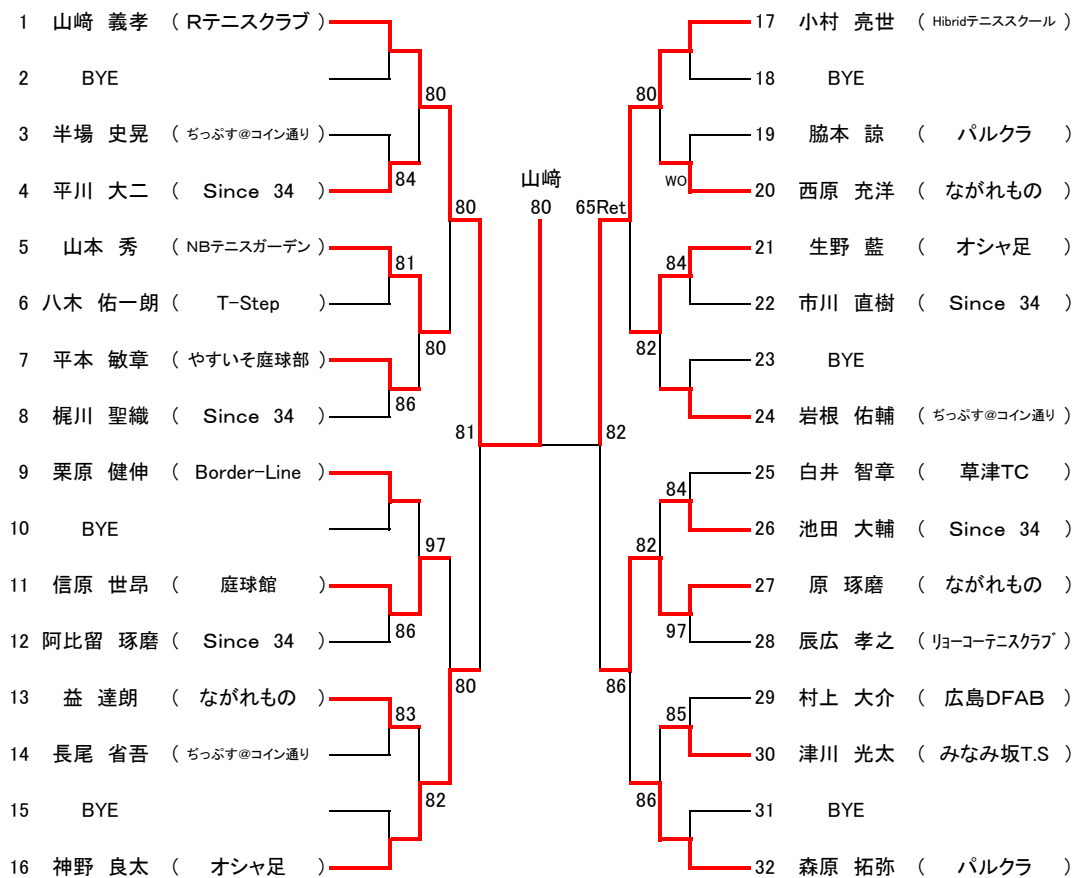 1 山﨑 義孝 ( Rテニスクラブ )
2 BYE
80
3 半場 史晃 ( ぢっぷす@コイン通り )
84
4 平川 大二 ( Since 34 )
80
5 山本 秀 ( NBテニスガーデン )
81
6 八木 佑一朗 ( T-Step )
80
7 平本 敏章 ( やすいそ庭球部 )
86
8 梶川 聖織 ( Since 34 )
81
9 栗原 健伸 ( Border-Line )
10 BYE
97
11 信原 世昂 ( 庭球館 )
86
12 阿比留 琢磨 ( Since 34 )
80
13 益 達朗 ( ながれもの )
83
14 長尾 省吾 ( ぢっぷす@コイン通り
82
15 BYE
16 神野 良太 ( オシャ足 )
山﨑
80
17 小村 亮世 ( Hibridテニススクール )
18 BYE
80
19 脇本 諒 ( パルクラ )
WO
20 西原 充洋 ( ながれもの )
65Ret
21 生野 藍 ( オシャ足 )
84
22 市川 直樹 ( Since 34 )
82
23 BYE
24 岩根 佑輔 ( ぢっぷす@コイン通り )
82
25 白井 智章 ( 草津TC )
84
26 池田 大輔 ( Since 34 )
82
27 原 琢磨 ( ながれもの )
97
28 辰広 孝之 ( リョーコーテニスクラブ )
86
29 村上 大介 ( 広島DFAB )
85
30 津川 光太 ( みなみ坂T.S )
86
31 BYE
32 森原 拓弥 ( パルクラ )